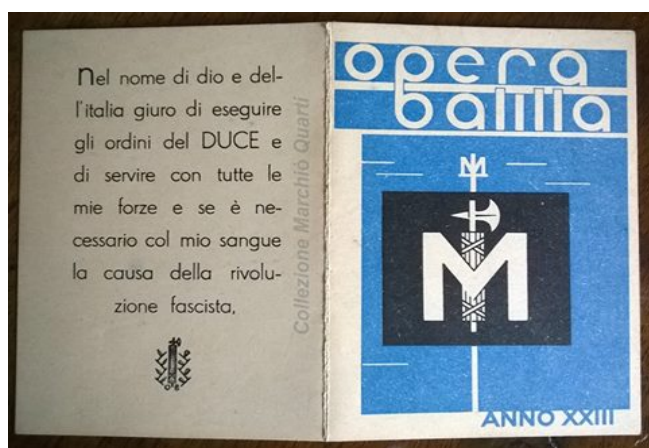 Nel nome di dio e del-
l'italia giuro di eseguire
gli ordini del DUCE e
di servire con tutte le
mie forze e se è ne-
cessario col mio sangue
la causa della rivolu-
zione fascista,
Collezione Marchió Quarti
opera
balilla
M
M
ANNO XXIII